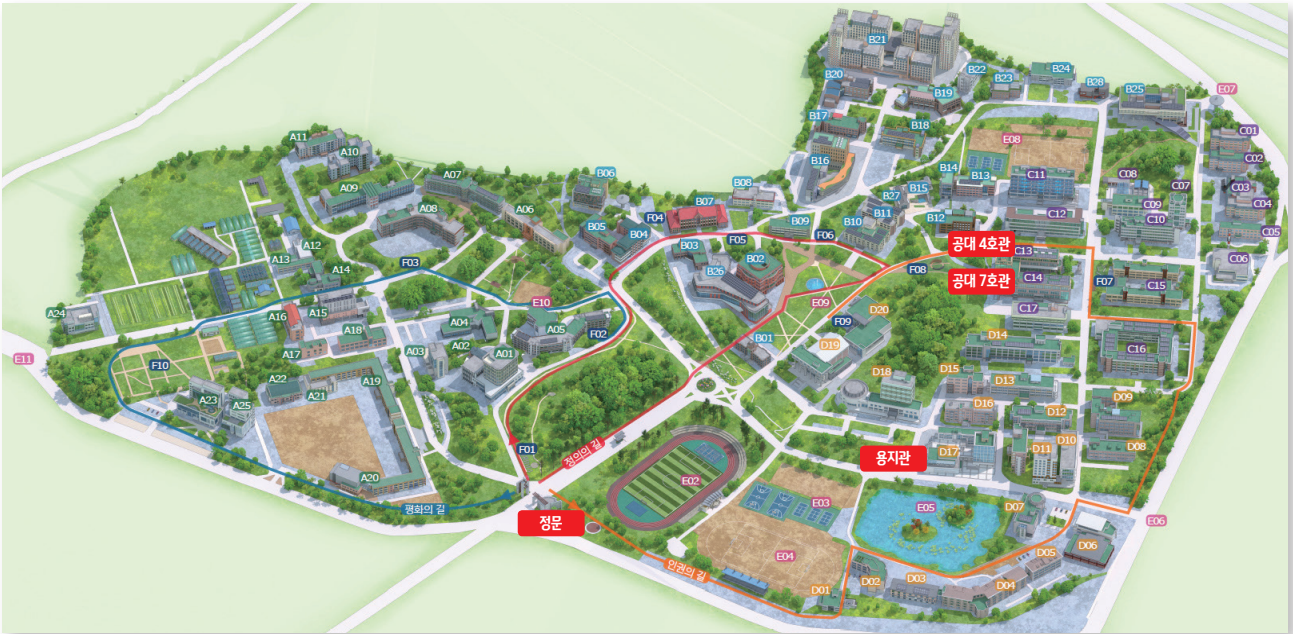 B21
B22
B24
B20
B23
B28
B25
B19
E07
B17
B18
C01
A11
E08
A10
B16
C02
A07
B06
B14
B13
C11
C08
C07
C03
A09
B08
B27
B15
C09
C04
A08
A06
B07
F04
B10
B11
B12
C12
C10
B05
B04
B09
C05
A12
B03
F05
F06
공대 4호관
C13
C06
A13
F03
B02
F08
A14
B26
공대 7호관
C14
F07
C15
E10
E09
A24
A16
A15
A04
A05
F02
F09
D20
C17
A18
B01
D19
D14
C16
E11
A17
A03
A02
A01
F10
A22
A19
D18
D15
D13
A21
D09
A23
A25
D16
D12
F01
정의의 길
용지관
D17
D11
D10
D08
A20
E02
평화의 길
정문
E03
E05
D07
E06
E04
D06
인권의 길
D01
D02
D03
D04
D05